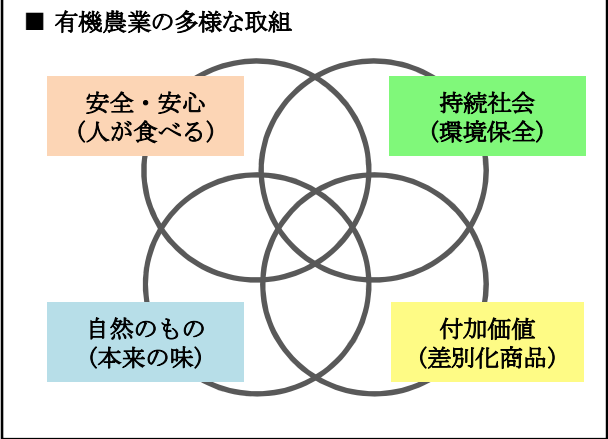 ■ 有機農業の多様な取組
安全・安心
（人が食べる）
持続社会
（環境保全）
自然のもの
（本来の味）
付加価値
（差別化商品）